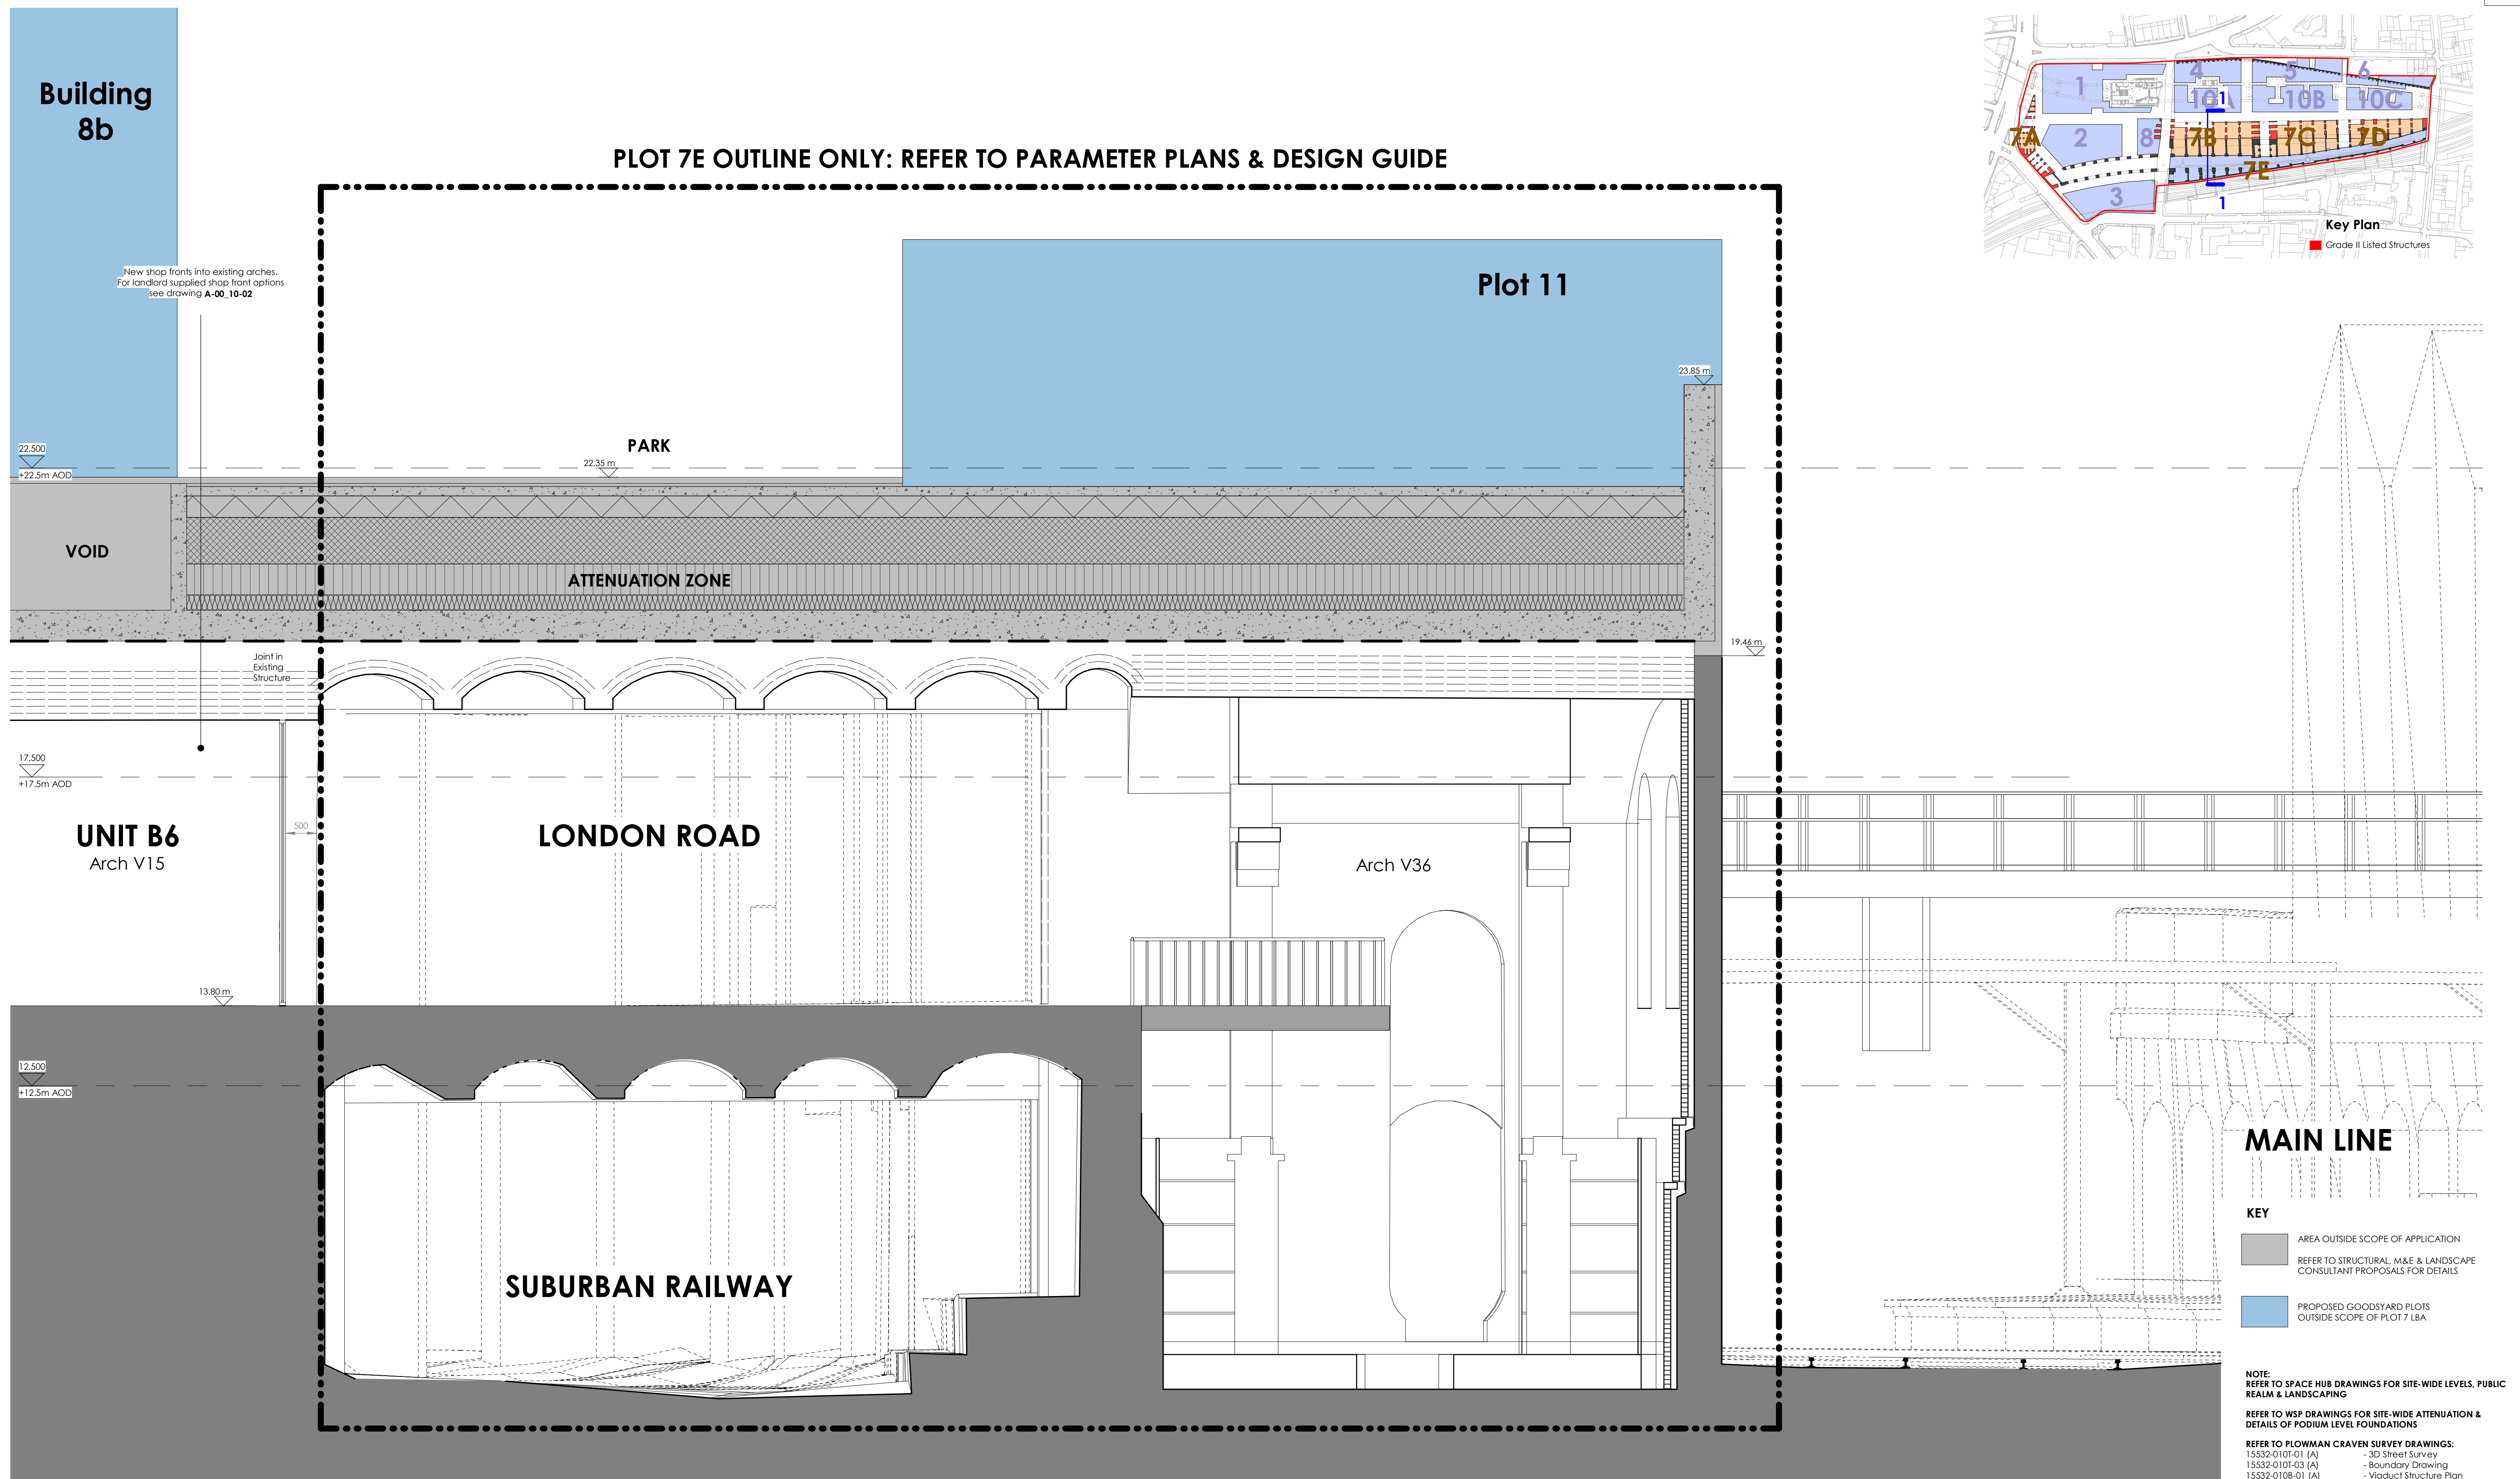 Building
8b
PLOT 7E OUTLINE ONLY: REFER TO PARAMETER PLANS & DESIGN GUIDE
New shop fronts into existing arches.
For landlord supplied shop front options
see drawing A-00_10-02
Plot 11
23.85 m
PARK
22.500
+22.5m AOD
22.35 m
VOID
ATTENUATION ZONE
19.46 m
Joint in
Existing
Structure
17.500
+17.5m AOD
UNIT B6
Arch V15
500
LONDON ROAD
Arch V36
13.80 m
12.500
+12.5m AOD
SUBURBAN RAILWAY
MAIN LINE
1
4
5
6
10A
1
10B
10C
7A
2
8
7B
7C
7D
7E
3
1
Key Plan
Grade II Listed Structures
KEY
AREA OUTSIDE SCOPE OF APPLICATION
REFER TO STRUCTURAL, M&E & LANDSCAPE
CONSULTANT PROPOSALS FOR DETAILS
PROPOSED GOODSYARD PLOTS
OUTSIDE SCOPE OF PLOT 7 LBA
NOTE:
REFER TO SPACE HUB DRAWINGS FOR SITE-WIDE LEVELS, PUBLIC
REALM & LANDSCAPING
REFER TO WSP DRAWINGS FOR SITE-WIDE ATTENUATION &
DETAILS OF PODIUM LEVEL FOUNDATIONS
REFER TO PLOWMAN CRAVEN SURVEY DRAWINGS:
15532-010T-01 (A) - 3D Street Survey
15532-010T-03 (A) - Boundary Drawing
15532-010B-01 (A) - Viaduct Structure Plan